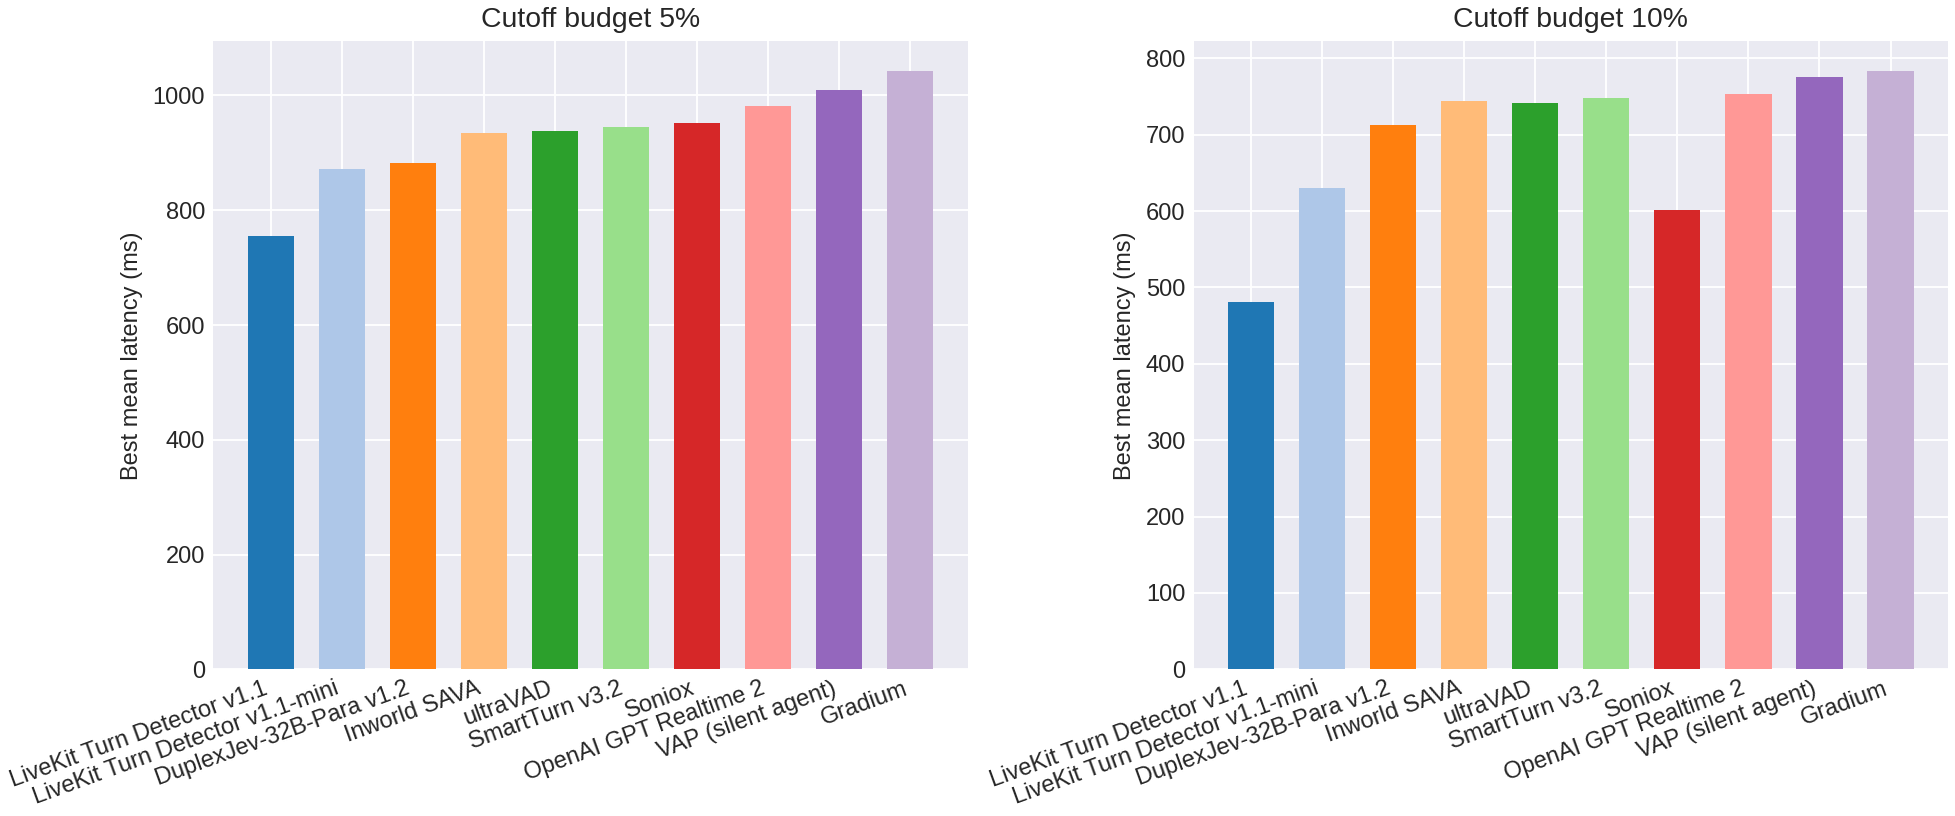 Cutoff budget 5%
Best mean latency (ms)
1000
800
600
400
200
0
LiveKit Turn Detector v1.1
LiveKit Turn Detector v1.1-mini
DuplexJev-32B-Para v1.2
Inworld SAVA
ultraVAD
SmartTurn v3.2
Soniox
OpenAI GPT Realtime 2
VAP (silent agent)
Gradium
Cutoff budget 10%
Best mean latency (ms)
800
700
600
500
400
300
200
100
0
LiveKit Turn Detector v1.1
LiveKit Turn Detector v1.1-mini
DuplexJev-32B-Para v1.2
Inworld SAVA
ultraVAD
SmartTurn v3.2
Soniox
OpenAI GPT Realtime 2
VAP (silent agent)
Gradium